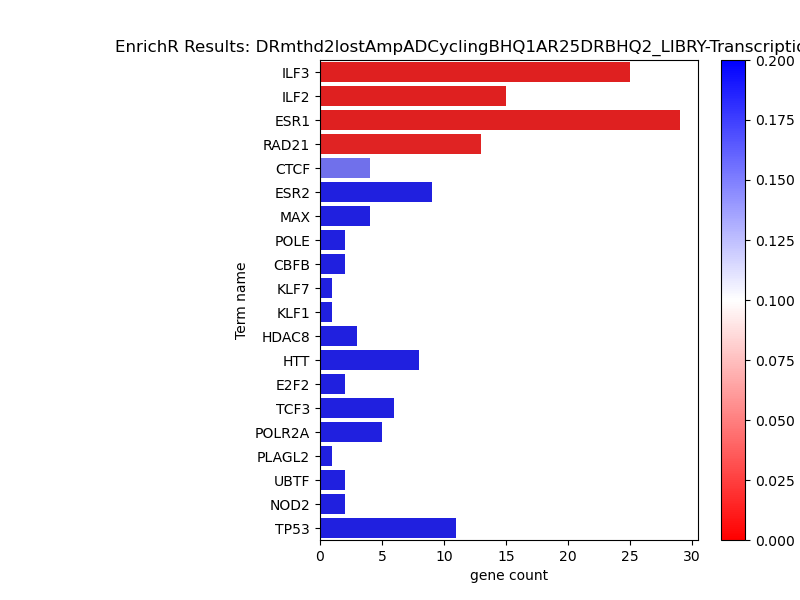 EnrichR Results: DRmthd2lostAmpADCyclingBHQ1AR25DRBHQ2_LIBRY-Transcriptio
ILF3
ILF2
ESR1
RAD21
CTCF
ESR2
MAX
POLE
CBFB
KLF7
KLF1
HDAC8
HTT
E2F2
TCF3
POLR2A
PLAGL2
UBTF
NOD2
TP53
Term name
0 5 10 15 20 25 30
gene count
0.200
0.175
0.150
0.125
0.100
0.075
0.050
0.025
0.000